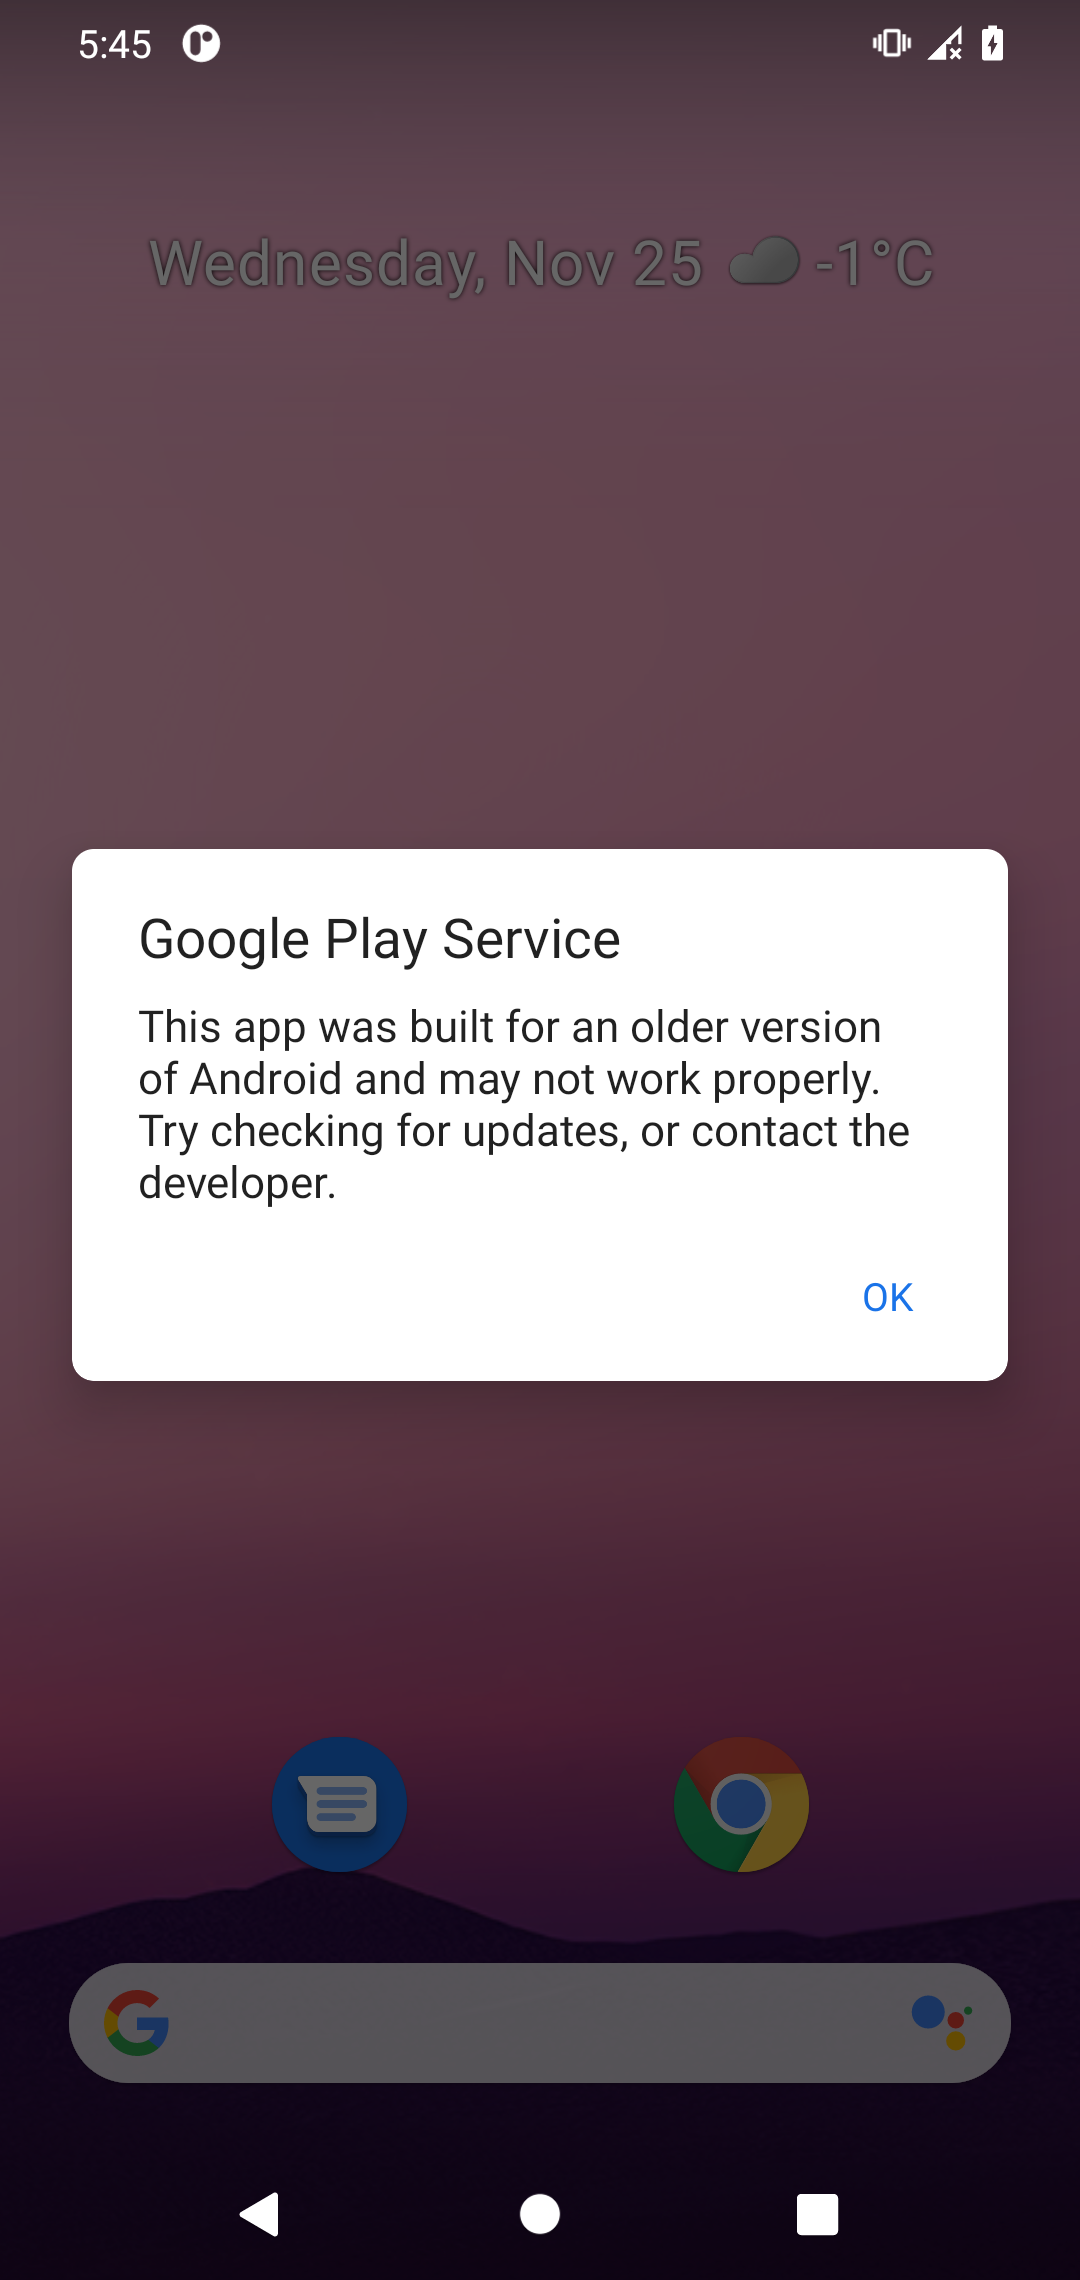 5:45
Wednesday, Nov 25 -1°C
Google Play Service
This app was built for an older version
of Android and may not work properly.
Try checking for updates, or contact the
developer.
OK